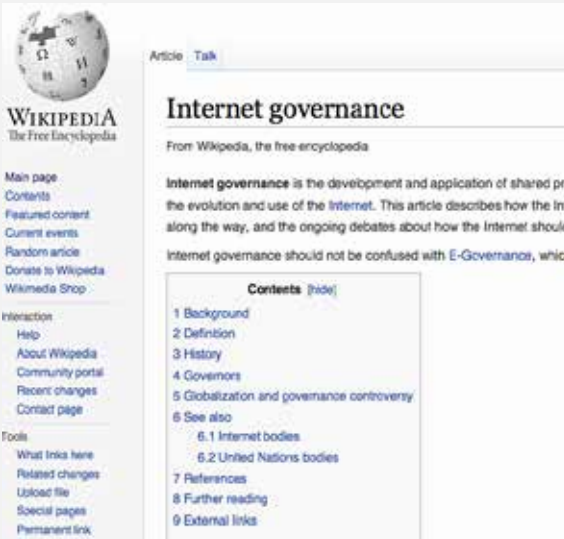 WIKIPEDIA
The Free Encyclopedia
Main page
Contents
Featured content
Current events
Random article
Donate to Wikipedia
Wikimedia Shop
Interaction
Help
About Wikipedia
Community portal
Recent changes
Contact page
Tools
What links here
Related changes
Upload file
Special pages
Permanent link
Article Talk
Internet governance
From Wikipedia, the free encyclopedia
Internet governance is the development and application of shared pr
the evolution and use of the Internet. This article describes how the In
along the way, and the ongoing debates about how the Internet shoul
Internet governance should not be confused with E-Governance, whic
Contents [hide]
1 Background
2 Definition
3 History
4 Governors
5 Globalization and governance controversy
6 See also
6.1 Internet bodies
6.2 United Nations bodies
7 References
8 Further reading
9 External links